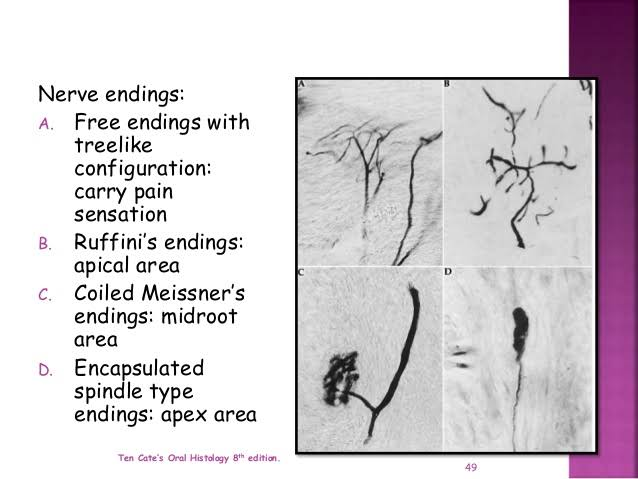 Nerve endings:
A. Free endings with
treelike
configuration:
carry pain
sensation
B. Ruffini's endings:
apical area
C. Coiled Meissner's
endings: midroot
area
D. Encapsulated
spindle type
endings: apex area
A
B
C
D
Ten Cate's Oral Histology 8th edition.
49